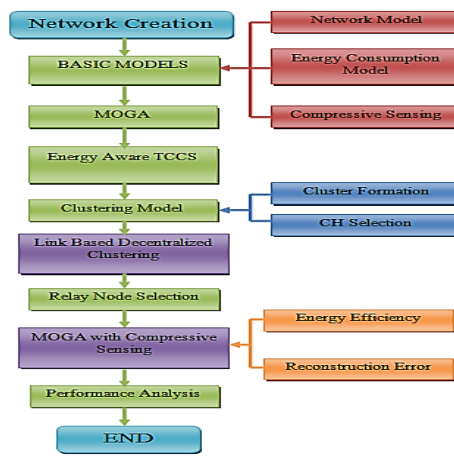 Network Creation
BASIC MODELS
MOGA
Energy Aware TCCS
Clustering Model
Link Based Decentralized
Clustering
Relay Node Selection
MOGA with Compressive
Sensing
Performance Analysis
END
Network Model
Energy Consumption
Model
Compressive Sensing
Cluster Formation
CH Selection
Energy Efficiency
Reconstruction Error